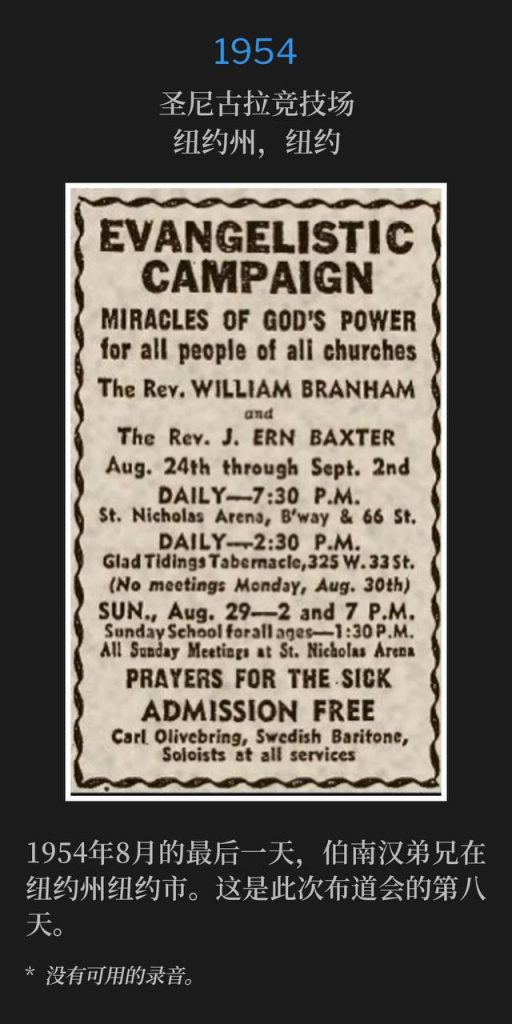 1954
圣尼古拉竞技场
纽约州，纽约
EVANGELISTIC
CAMPAIGN
MIRACLES OF GOD'S POWER
for all people of all churches
The Rev. WILLIAM BRANHAM
and
The Rev. J. ERN BAXTER
Aug. 24th through Sept. 2nd
DAILY—7:30 P.M.
St. Nicholas Arena, B'way & 66 St.
DAILY—2:30 P.M.
Glad Tidings Tabernacle, 325 W. 33 St.
(No meetings Monday, Aug. 30th)
SUN., Aug. 29—2 and 7 P.M.
Sunday School for all ages—1:30 P.M.
All Sunday Meetings at St. Nicholas Arena
PRAYERS FOR THE SICK
ADMISSION FREE
Carl Olivebring, Swedish Baritone,
Soloists at all services
1954年8月的最后一天，伯南汉弟兄在
纽约州纽约市。这是此次布道会的第八
天。
* 没有可用的录音。